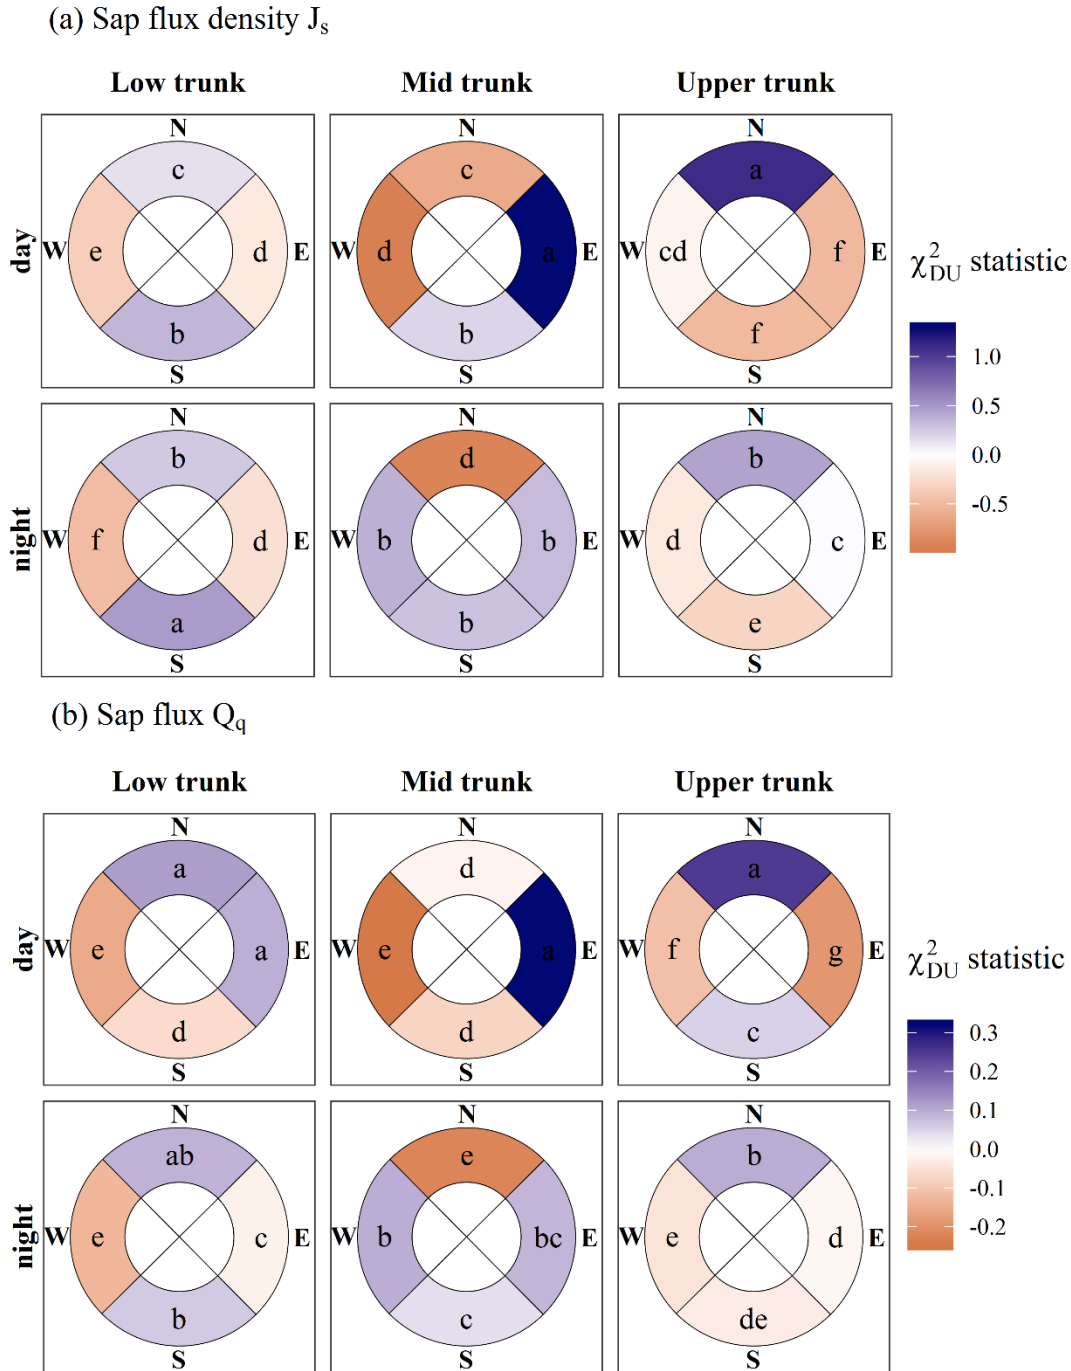 (a) Sap flux density Js
Low trunk Mid trunk Upper trunk
N N N
c c a
day W e d E W d a E W cd f E
b b f
S S S
χ²DU statistic
1.0
0.5
0.0
-0.5
N N N
b d b
night W f d E W b b E W d c E
a b e
S S S
(b) Sap flux Qq
Low trunk Mid trunk Upper trunk
N N N
a d a
day W e a E W e a E W f g E
d d c
S S S
χ²DU statistic
0.3
0.2
0.1
0.0
-0.1
-0.2
N N N
ab e b
night W e c E W b bc E W e d E
b c de
S S S